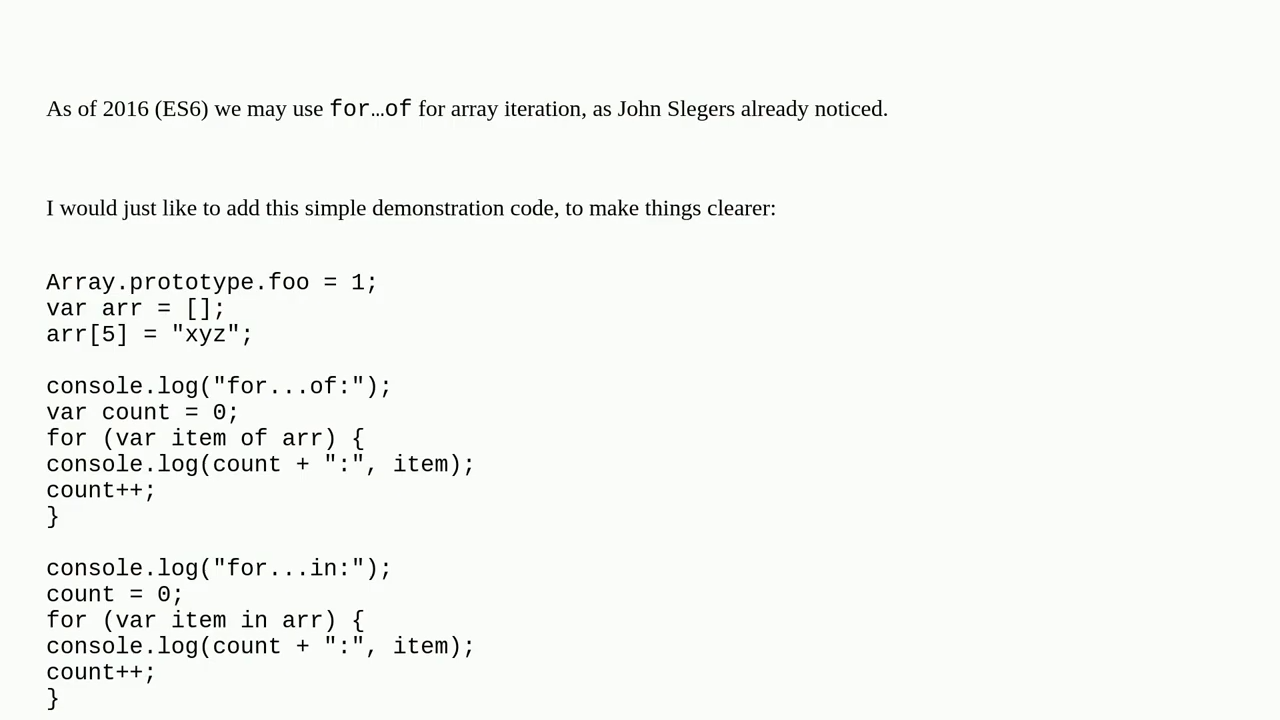 As of 2016 (ES6) we may use for…of for array iteration, as John Slegers already noticed.
I would just like to add this simple demonstration code, to make things clearer:
Array.prototype.foo = 1;
var arr = [];
arr[5] = "xyz";
console.log("for...of:");
var count = 0;
for (var item of arr) {
console.log(count + ":", item);
count++;
}
console.log("for...in:");
count = 0;
for (var item in arr) {
console.log(count + ":", item);
count++;
}